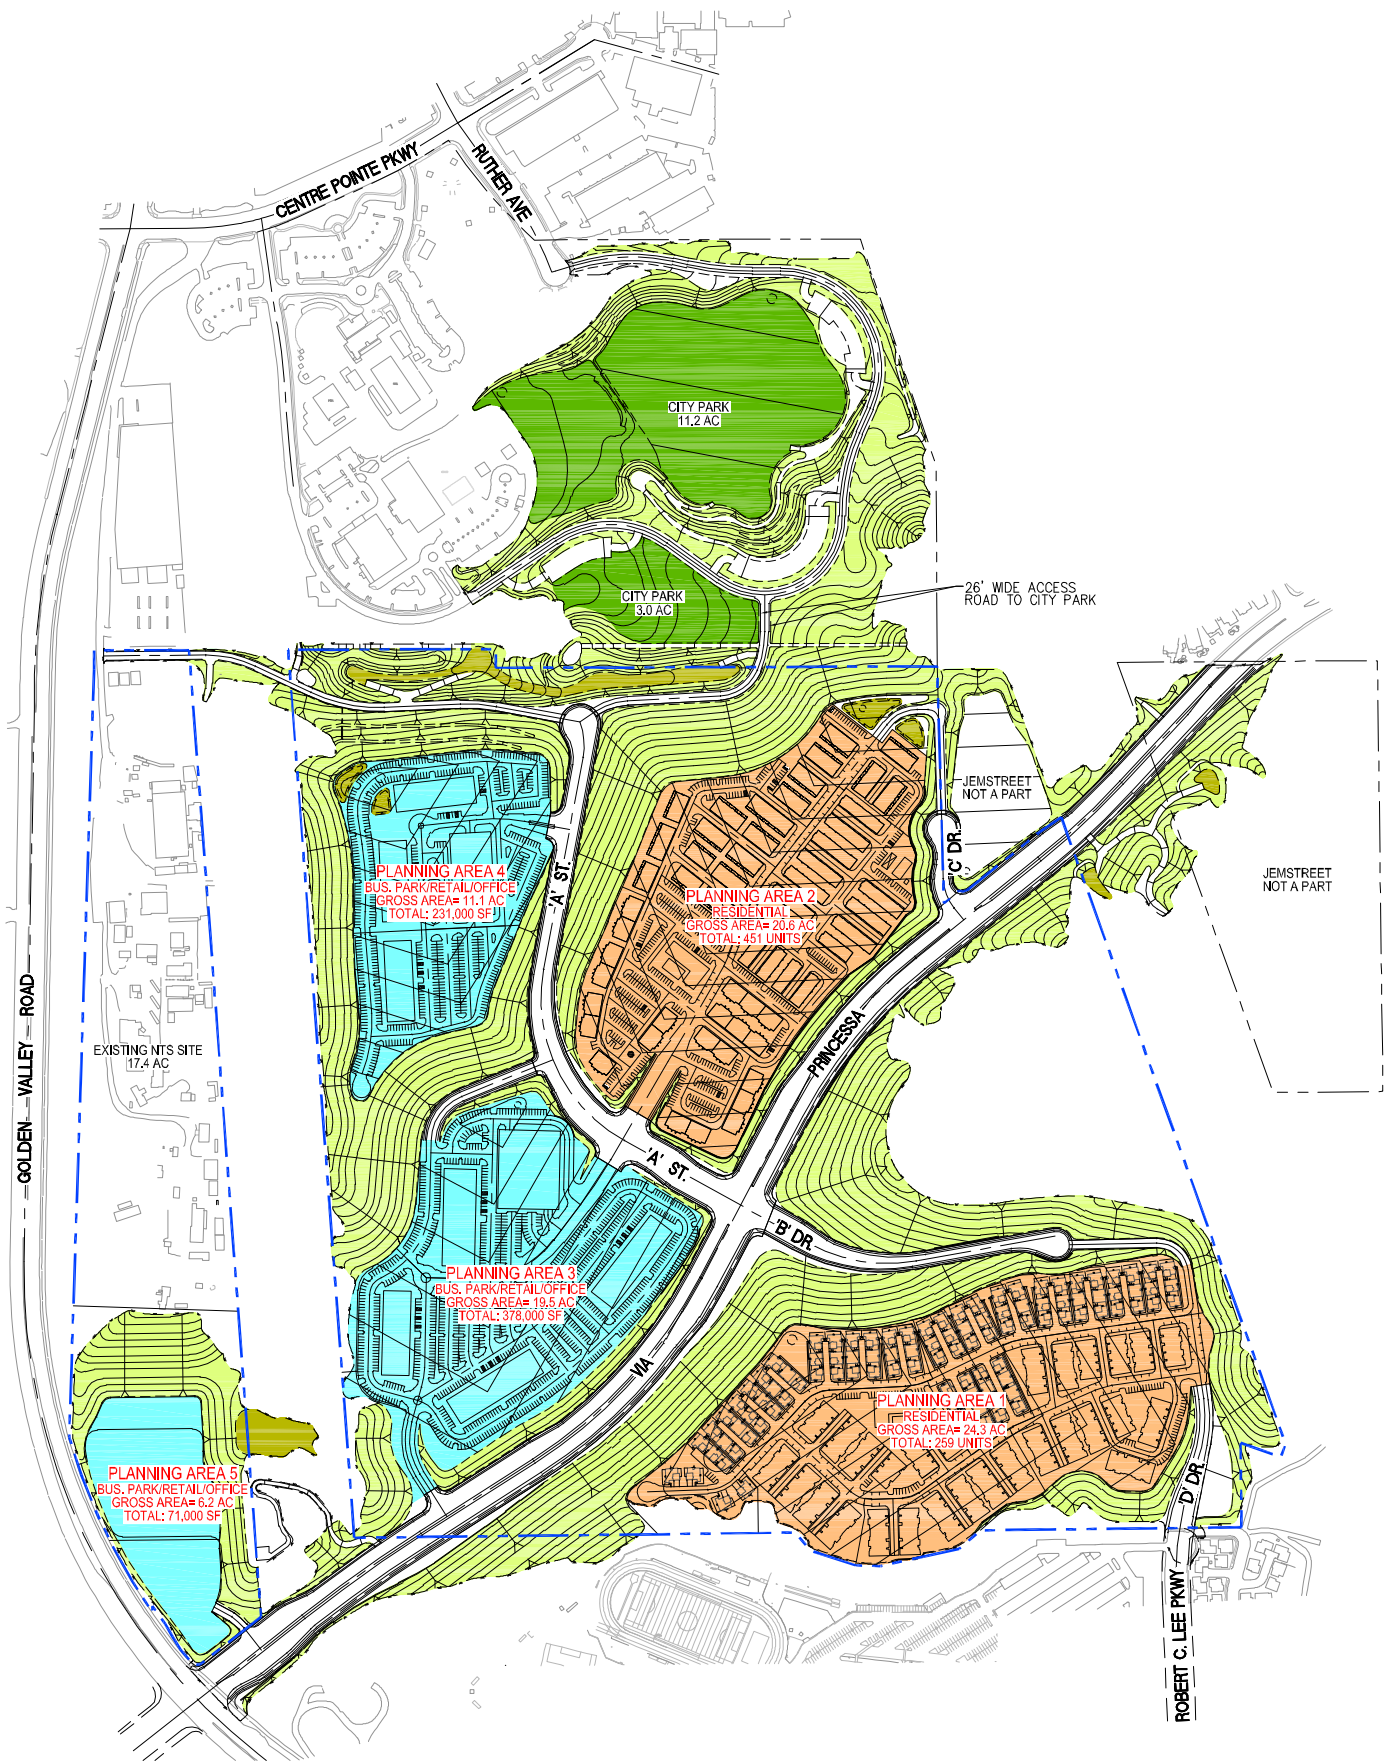 CENTRE POINTE PKWY
RUTHER AVE
CITY PARK
11.2 AC
CITY PARK
3.0 AC
26' WIDE ACCESS
ROAD TO CITY PARK
JEMSTREET
NOT A PART
'C' DR.
JEMSTREET
NOT A PART
PLANNING AREA 4
BUS. PARK/RETAIL/OFFICE
GROSS AREA= 11.1 AC
TOTAL: 231,000 SF
'A' ST.
PLANNING AREA 2
RESIDENTIAL
GROSS AREA= 20.6 AC
TOTAL: 451 UNITS
GOLDEN VALLEY ROAD
EXISTING NTS SITE
17.4 AC
PRINCESSA
'A' ST.
'B' DR.
PLANNING AREA 3
BUS. PARK/RETAIL/OFFICE
GROSS AREA= 19.5 AC
TOTAL: 378,000 SF
VIA
PLANNING AREA 1
RESIDENTIAL
GROSS AREA= 24.3 AC
TOTAL: 259 UNITS
PLANNING AREA 5
BUS. PARK/RETAIL/OFFICE
GROSS AREA= 6.2 AC
TOTAL: 71,000 SF
'D' DR.
ROBERT C. LEE PKWY